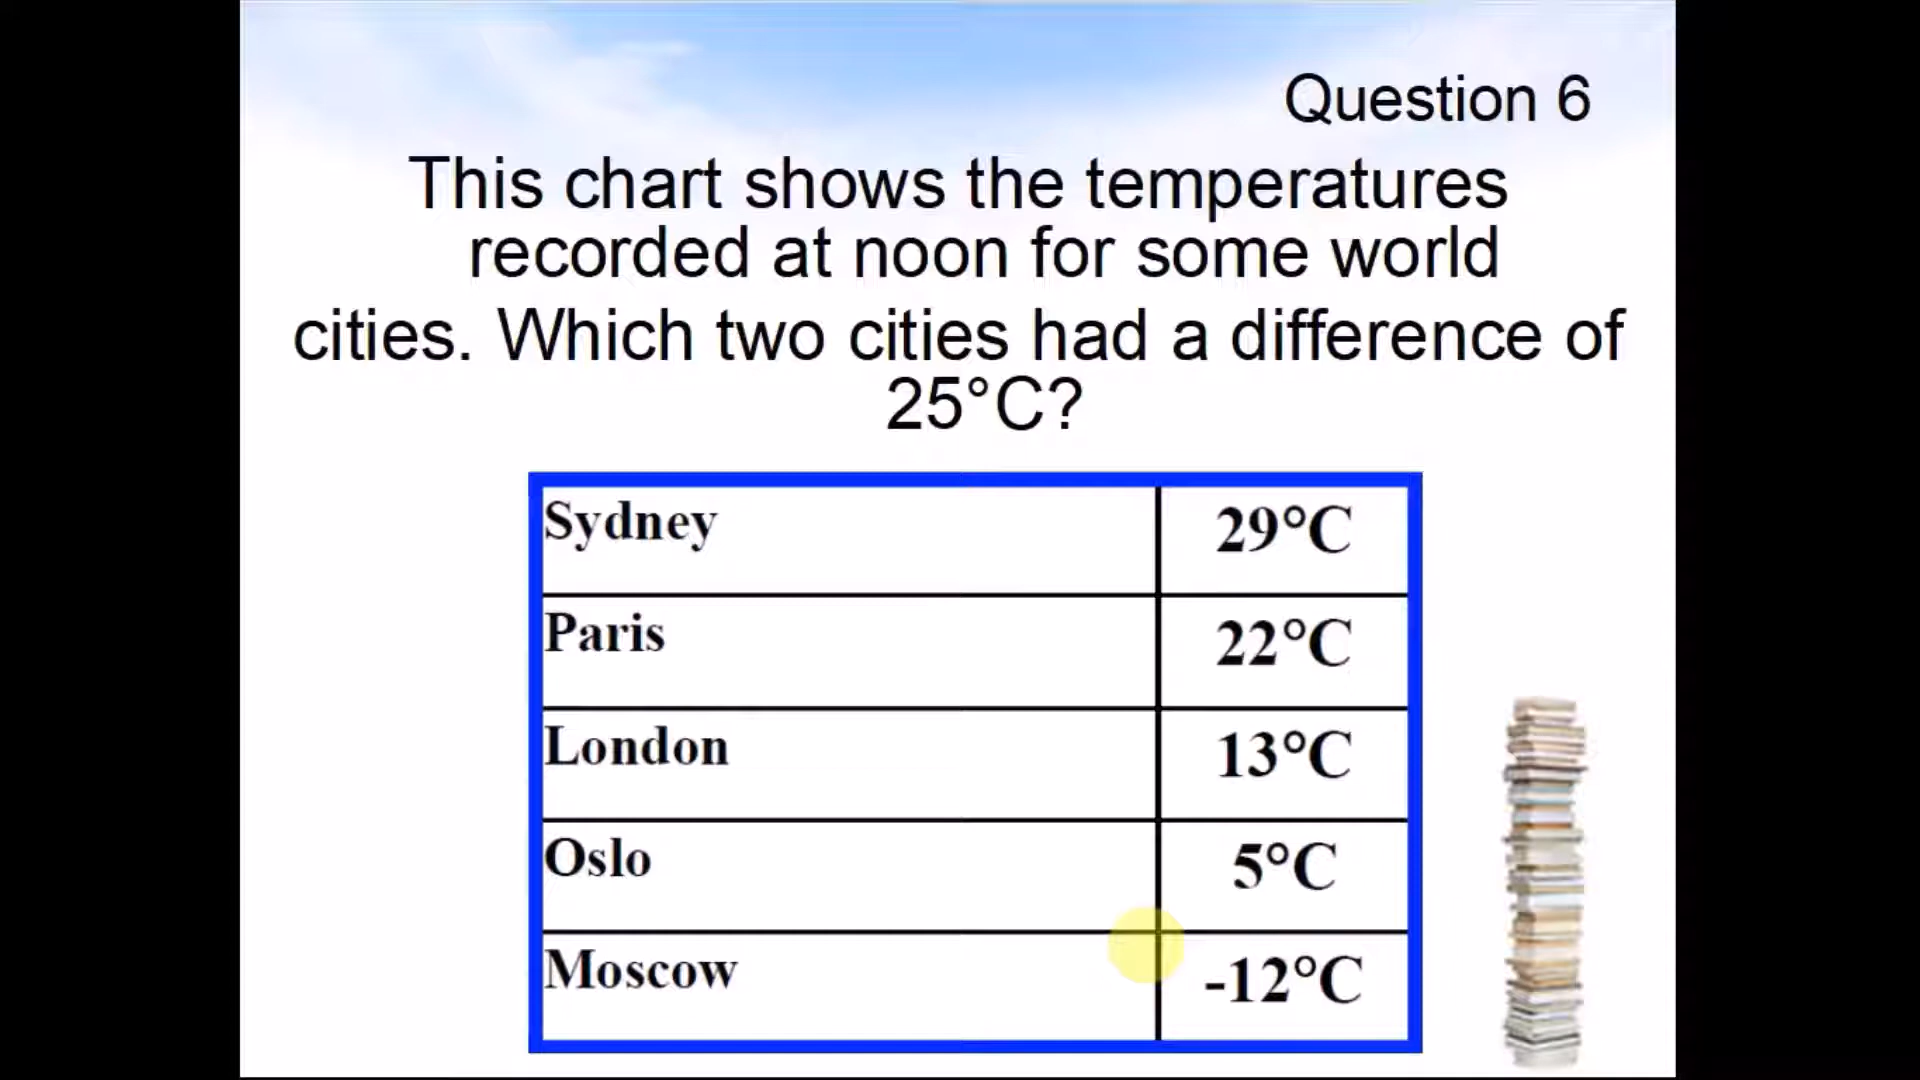 Question 6
This chart shows the temperatures
recorded at noon for some world
cities. Which two cities had a difference of
25°C?
Sydney 29°C
Paris 22°C
London 13°C
Oslo 5°C
Moscow -12°C